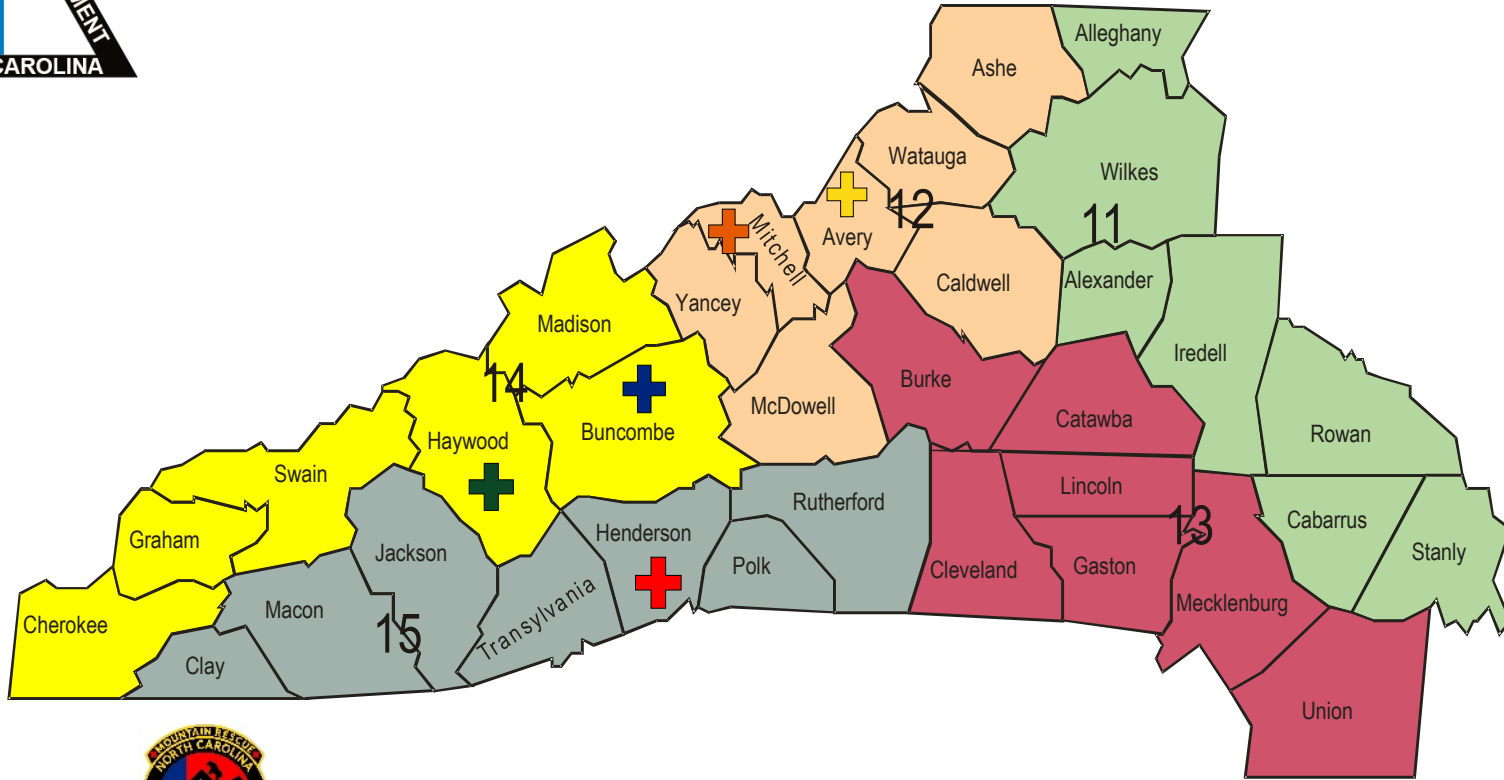 MENT
CAROLINA
Alleghany
Ashe
Watauga
Wilkes
12
11
Mitchell
Avery
Alexander
Caldwell
Yancey
Madison
Iredell
14
Burke
McDowell
Catawba
Buncombe
Haywood
Rowan
Swain
Lincoln
Rutherford
Cabarrus
13
Henderson
Graham
Jackson
Stanly
Polk
Cleveland
Gaston
Macon
Mecklenburg
Transylvania
Cherokee
15
Clay
Union
MOUNTAIN RESCUE
NORTH CAROLINA